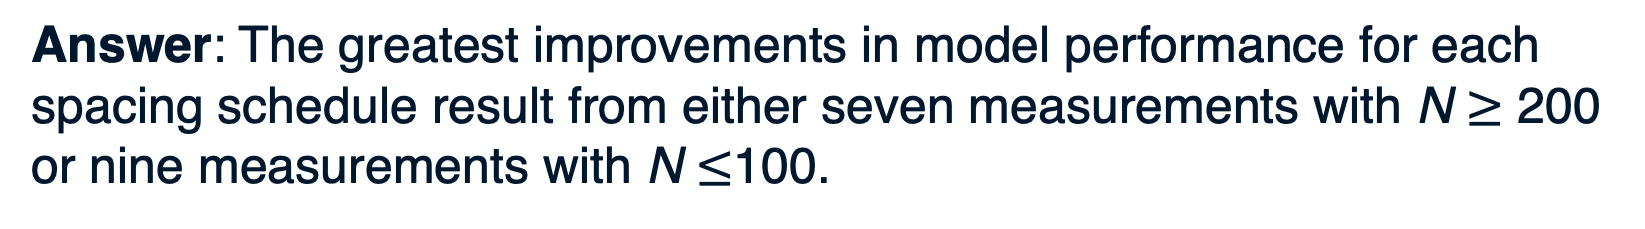 Answer: The greatest improvements in model performance for each
spacing schedule result from either seven measurements with N ≥ 200
or nine measurements with N ≤100.